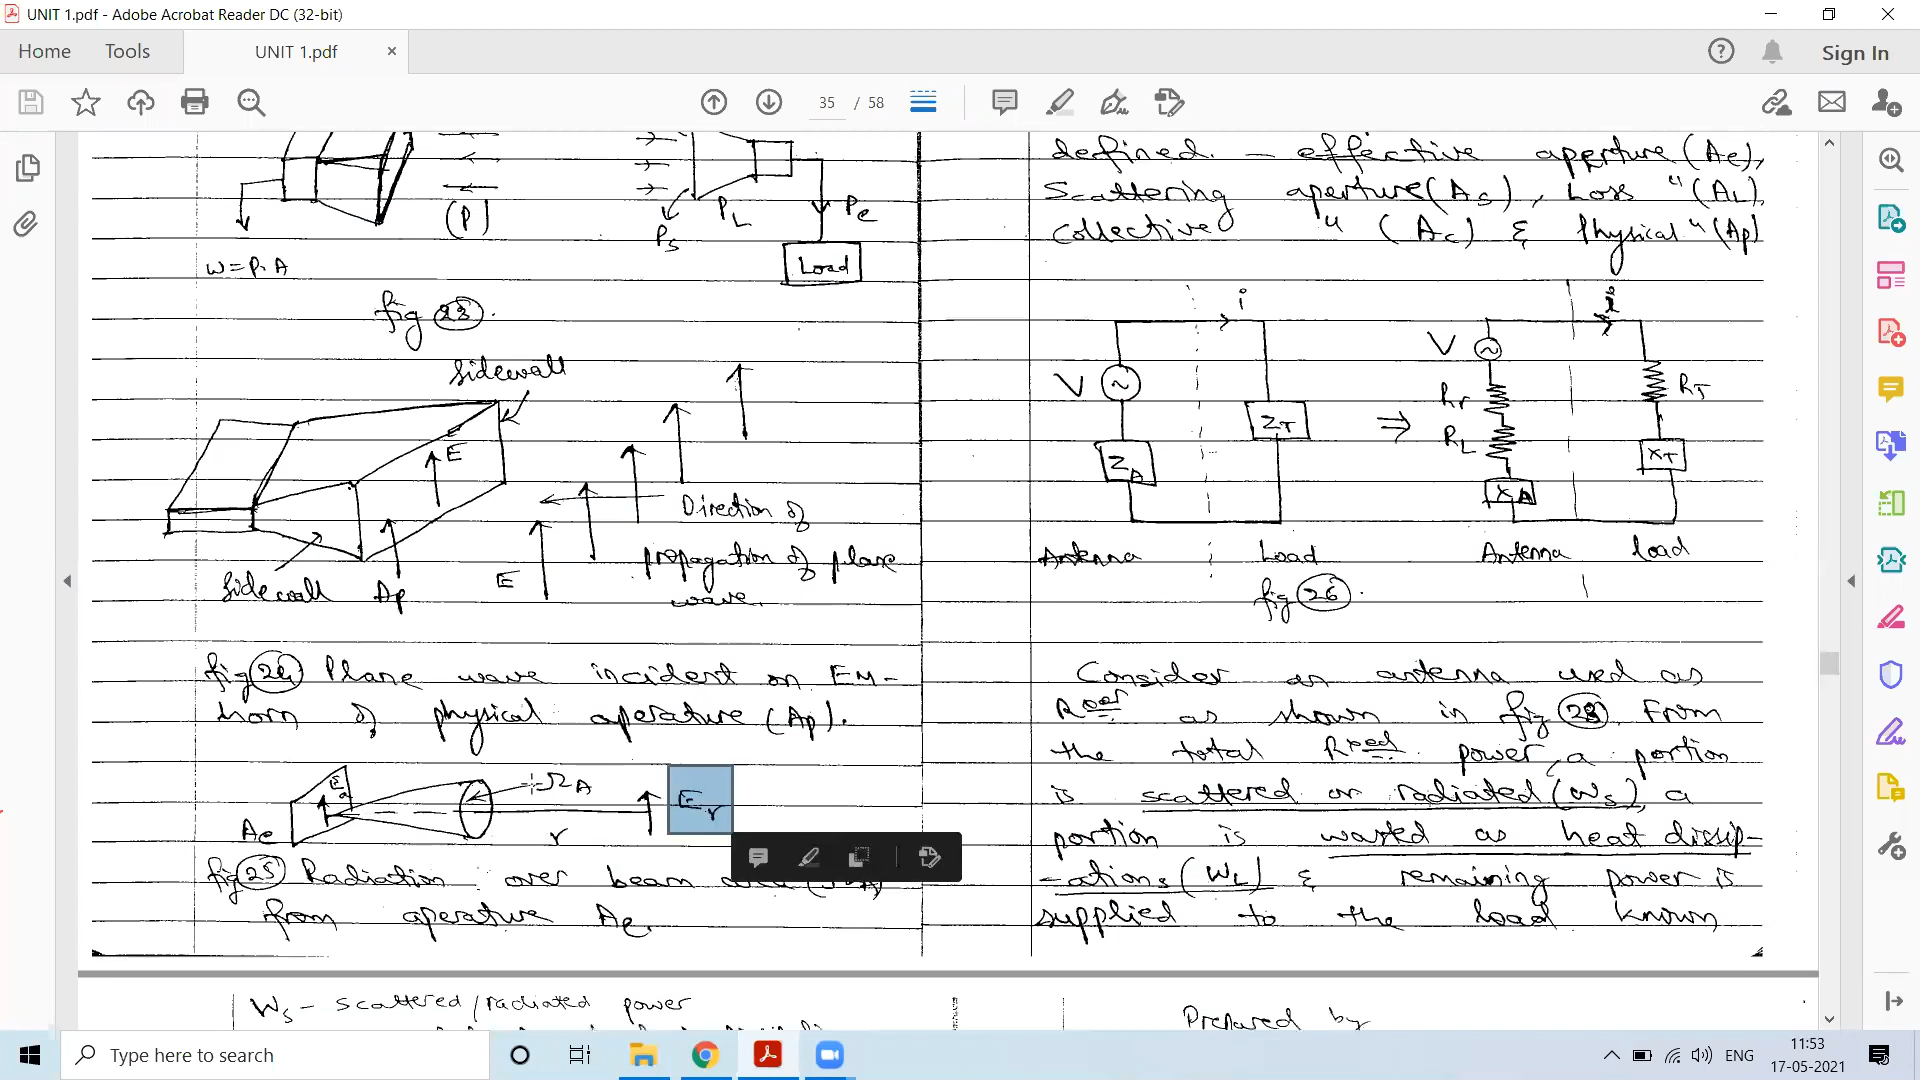 UNIT 1.pdf - Adobe Acrobat Reader DC (32-bit)
Home Tools UNIT 1.pdf × Sign In
35 / 58
(P)
Ps PL Pe
w = P. A
Load
fig 23.
sidewall
E
Direction of
propagation of plane
wave.
sidewall Ap E
fig 24 Plane wave incident on EM-
horn of physical aperature (Ap).
Ea ΩA Er
Ae r
fig 25 Radiation over beam
from aperature Ae.
defined. - effective aperture (Ae),
Scattering aperture (As), Loss " (AL),
collective " (Ac) & Physical " (Ap)
i
V ZA ZT ⇒ V Rr RL XA RT XT
Antenna Load Antenna load
fig 26.
Consider an antenna used as
as shown in fig 23. From
the total power, a portion
is scattered or radiated (Ws), a
portion is wasted as heat dissip-
-ations (WL) & remaining power is
supplied to the load known
Ws - scattered/radiated power
Prepared by
Type here to search
ENG
11:53
17-05-2021